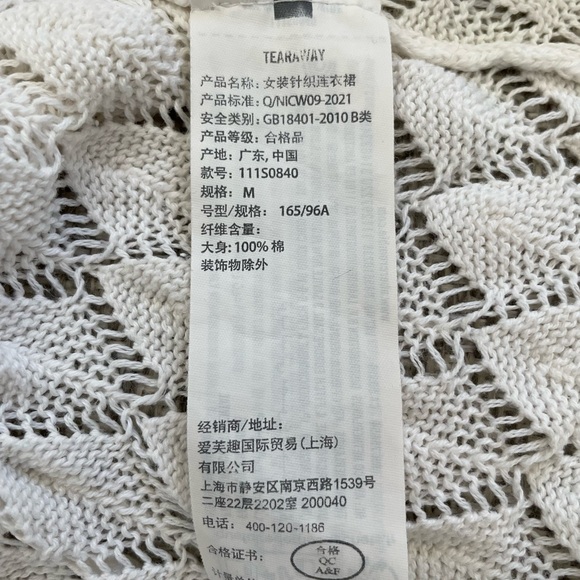 TEARAWAY
产品名称：女装针织连衣裙
产品标准：Q/NICW09-2021
安全类别：GB18401-2010 B类
产品等级：合格品
产地：广东, 中国
款号：111S0840
规格：M
号型/规格：165/96A
纤维含量：
大身: 100% 棉
装饰物除外
经销商/地址：
爱芙趣国际贸易(上海)
有限公司
上海市静安区南京西路1539号
二座22层2202室 200040
电话：400-120-1186
合格证书：
合格
QC
A&F